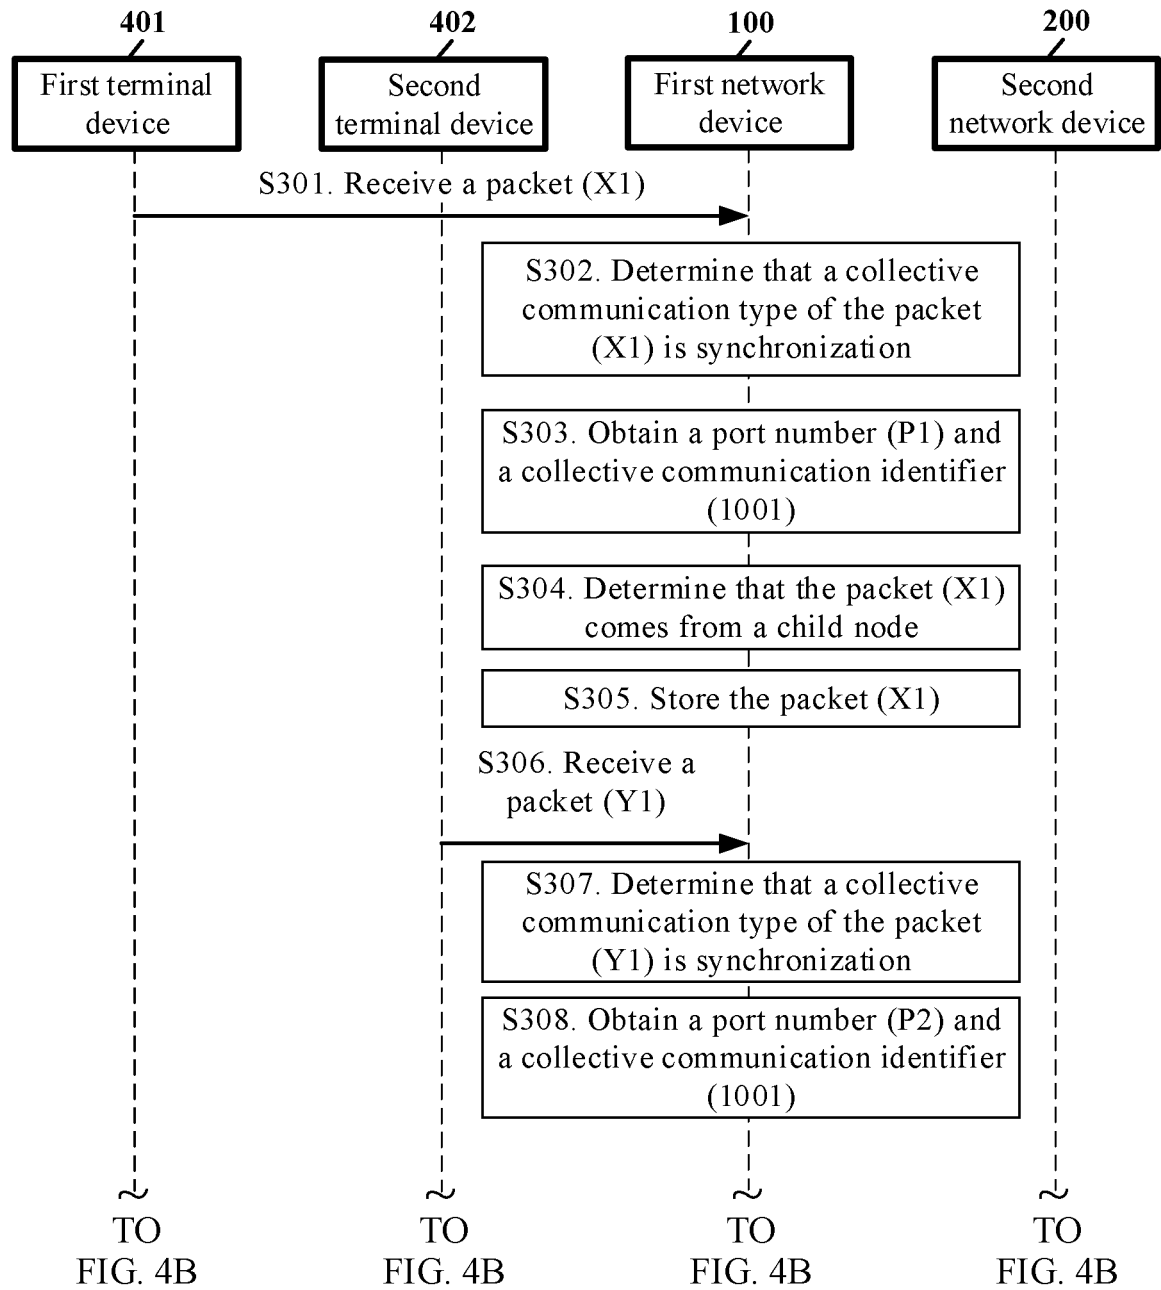 401
402
100
200
First terminal
device
Second
terminal device
First network
device
Second
network device
S301. Receive a packet (X1)
S302. Determine that a collective
communication type of the packet
(X1) is synchronization
S303. Obtain a port number (P1) and
a collective communication identifier
(1001)
S304. Determine that the packet (X1)
comes from a child node
S305. Store the packet (X1)
S306. Receive a
packet (Y1)
S307. Determine that a collective
communication type of the packet
(Y1) is synchronization
S308. Obtain a port number (P2) and
a collective communication identifier
(1001)
TO
FIG. 4B
TO
FIG. 4B
TO
FIG. 4B
TO
FIG. 4B